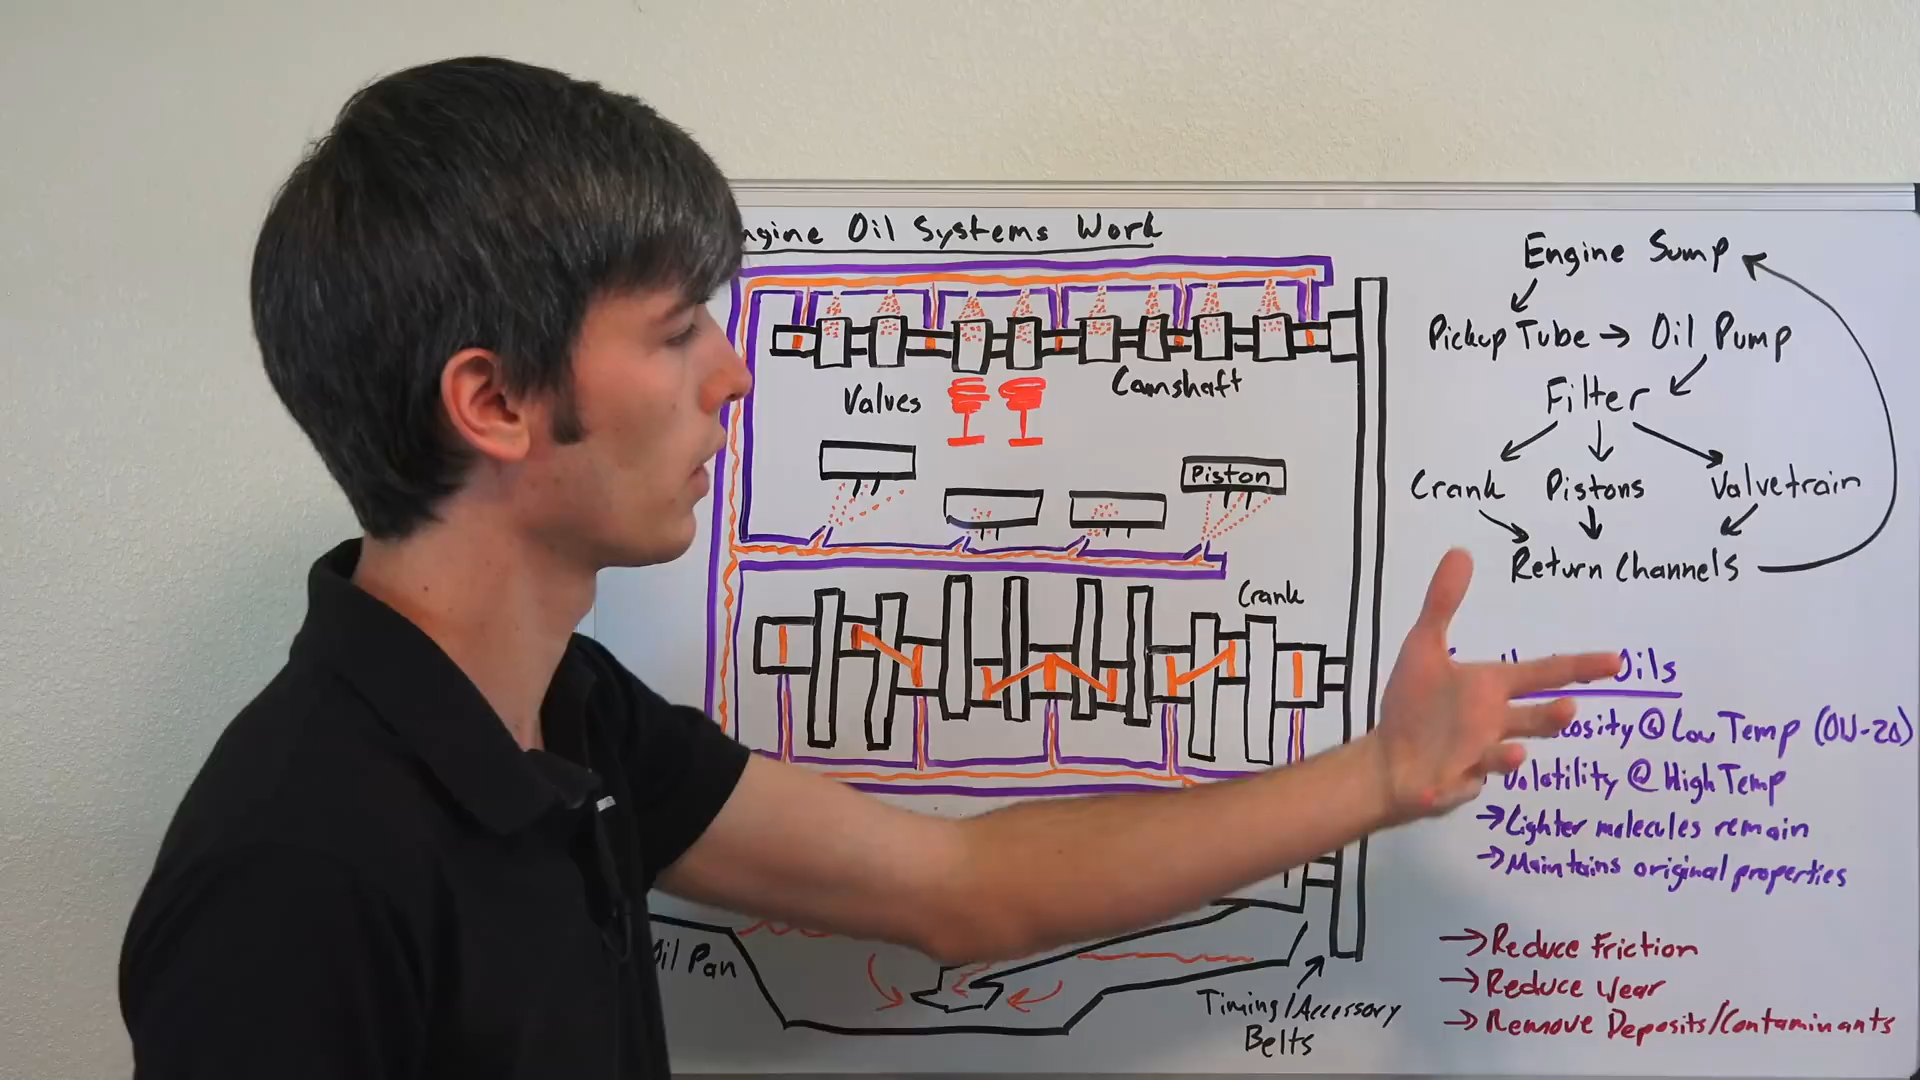 Oil Systems Work
Valves
Camshaft
Piston
Crank
Oil Pan
Timing/Accessory
Belts
Engine Sump
Pickup Tube → Oil Pump
Filter
Crank Pistons Valvetrain
Return Channels
Oils
@ Low Temp (0W-20)
Volatility @ High Temp
→ Lighter molecules remain
→ Maintains original properties
→ Reduce Friction
→ Reduce Wear
→ Remove Deposits/Contaminants